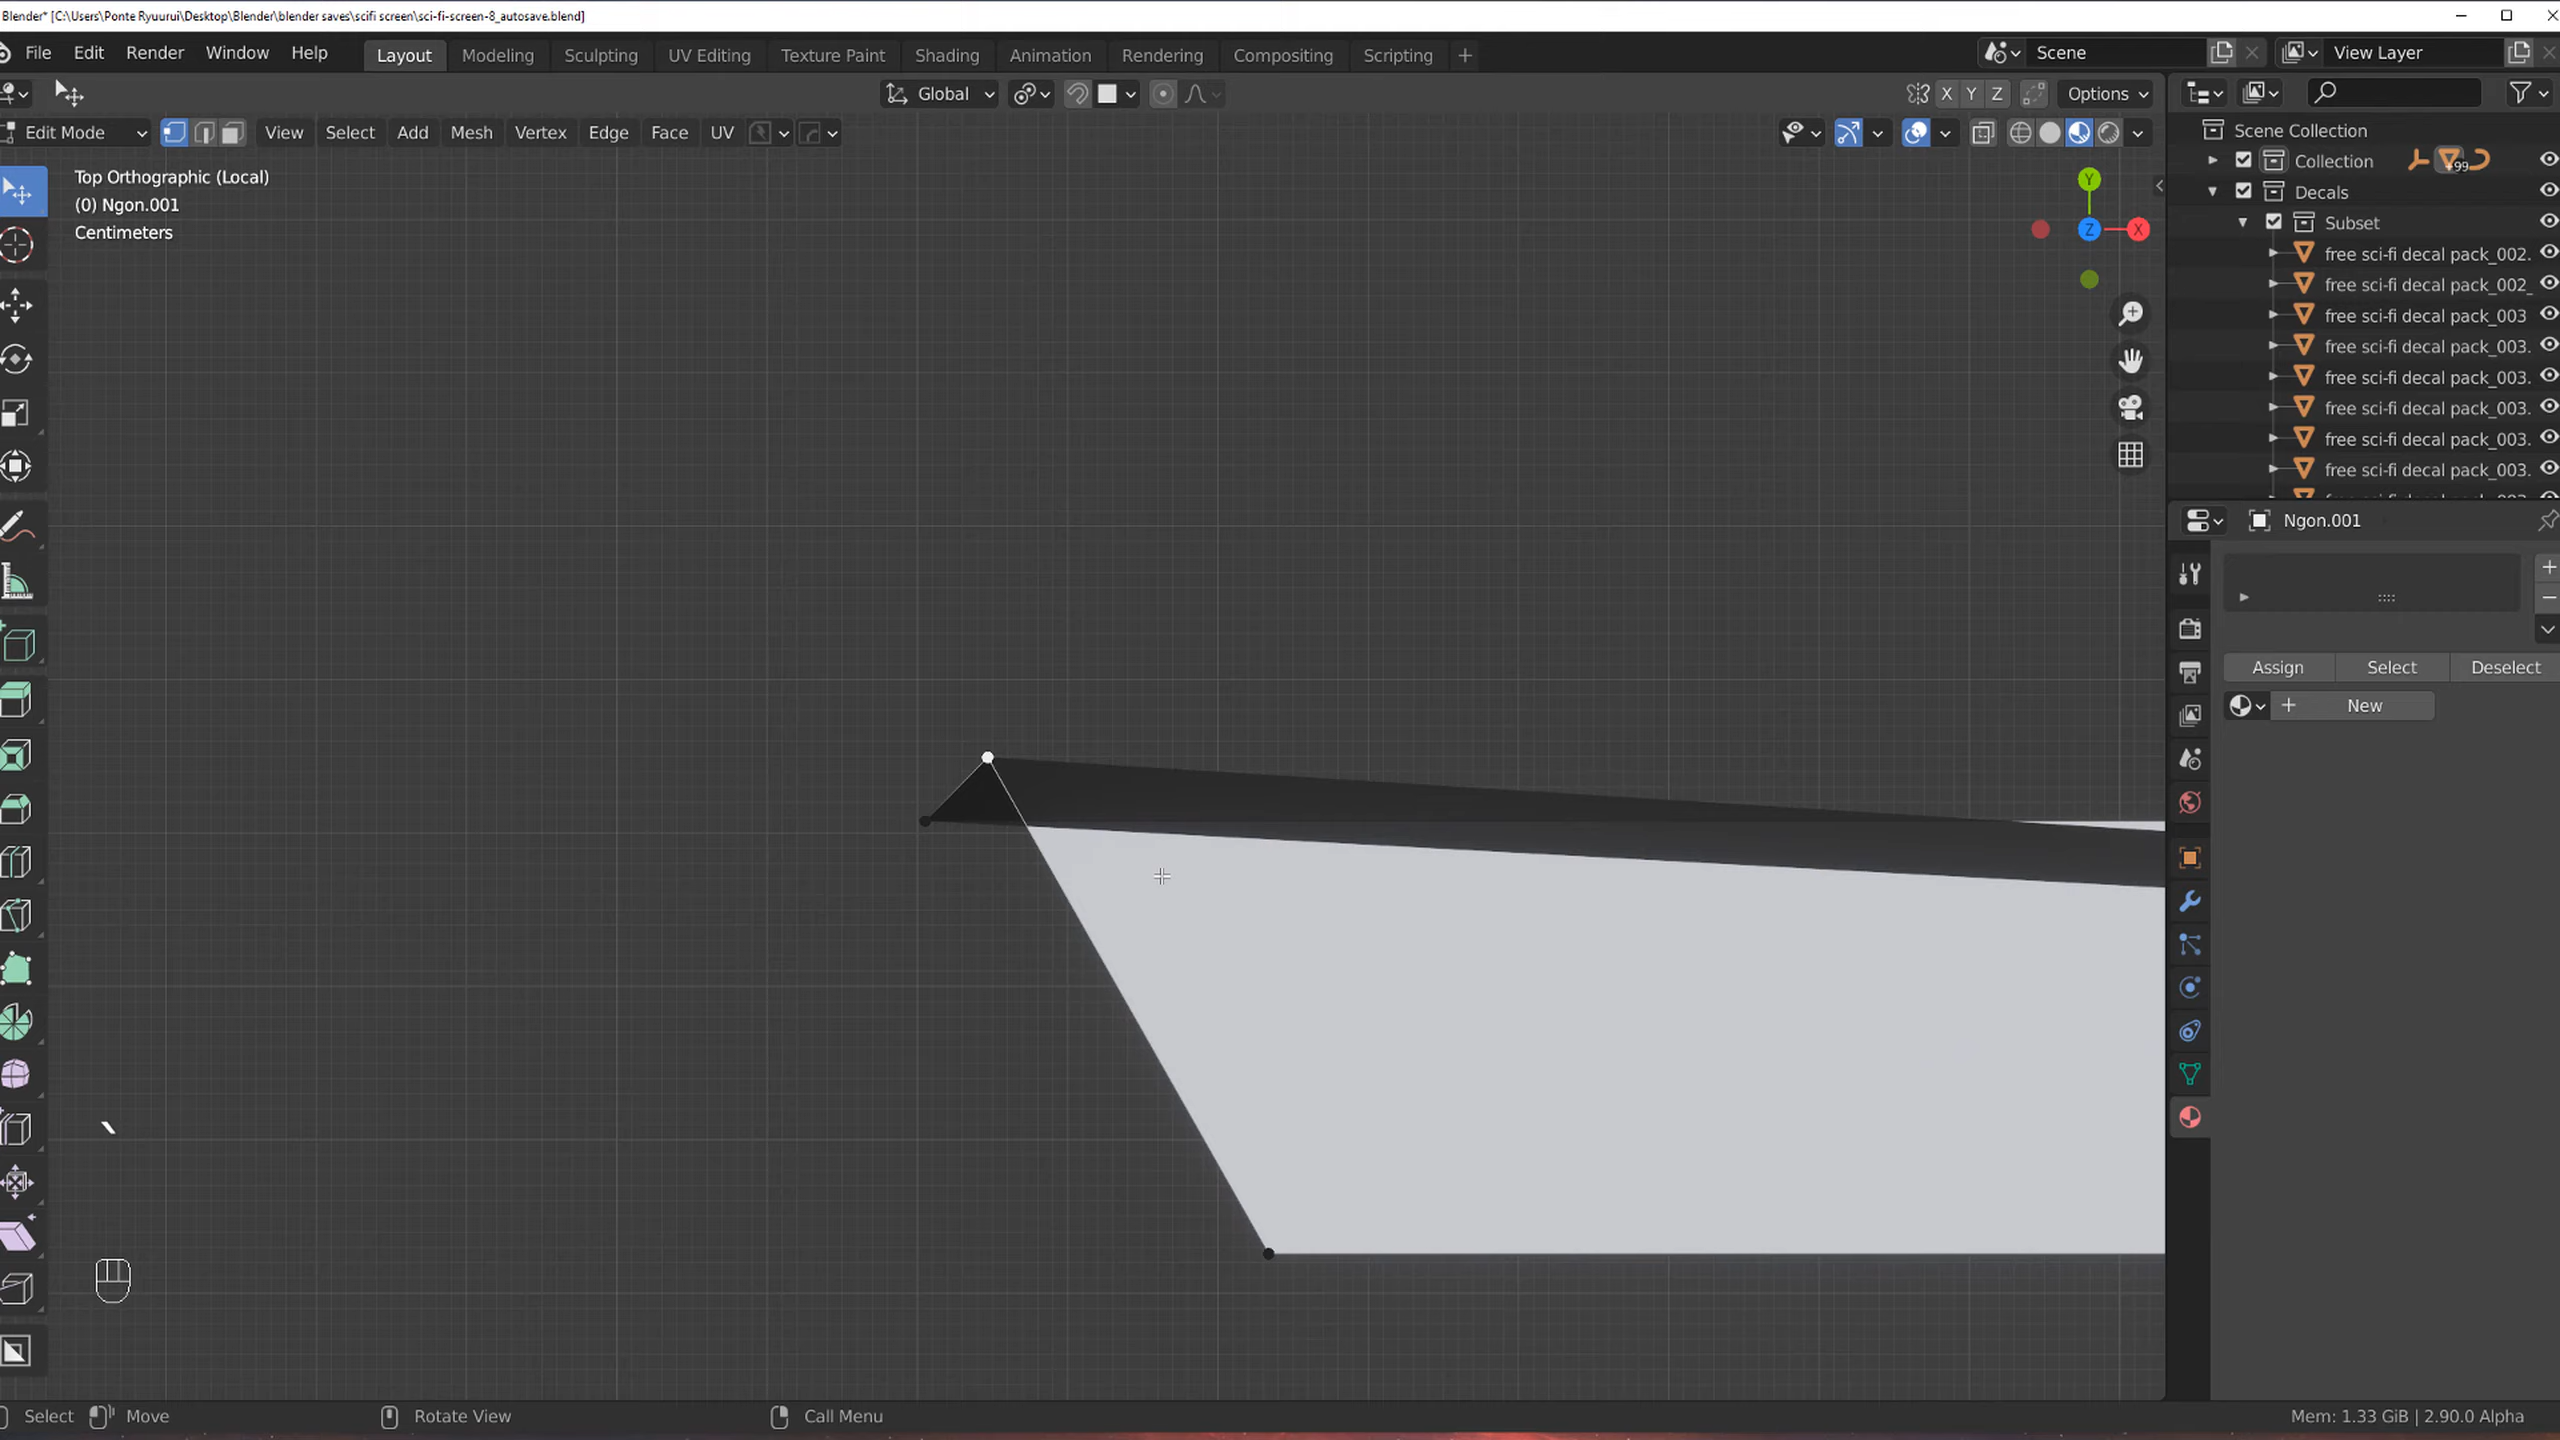 Blender* [C:\Users\Ponte Ryuurui\Desktop\Blender\blender saves\scifi screen\sci-fi-screen-8_autosave.blend]
File Edit Render Window Help Layout Modeling Sculpting UV Editing Texture Paint Shading Animation Rendering Compositing Scripting + Scene View Layer
Global X Y Z Options
Edit Mode View Select Add Mesh Vertex Edge Face UV
Top Orthographic (Local)
(0) Ngon.001
Centimeters
Y
Z
X
Scene Collection
Collection 99
Decals
Subset
free sci-fi decal pack_002.
free sci-fi decal pack_002_
free sci-fi decal pack_003
free sci-fi decal pack_003.
free sci-fi decal pack_003.
free sci-fi decal pack_003.
free sci-fi decal pack_003.
free sci-fi decal pack_003.
Ngon.001
Assign Select Deselect
+ New
Select Move Rotate View Call Menu Mem: 1.33 GiB | 2.90.0 Alpha